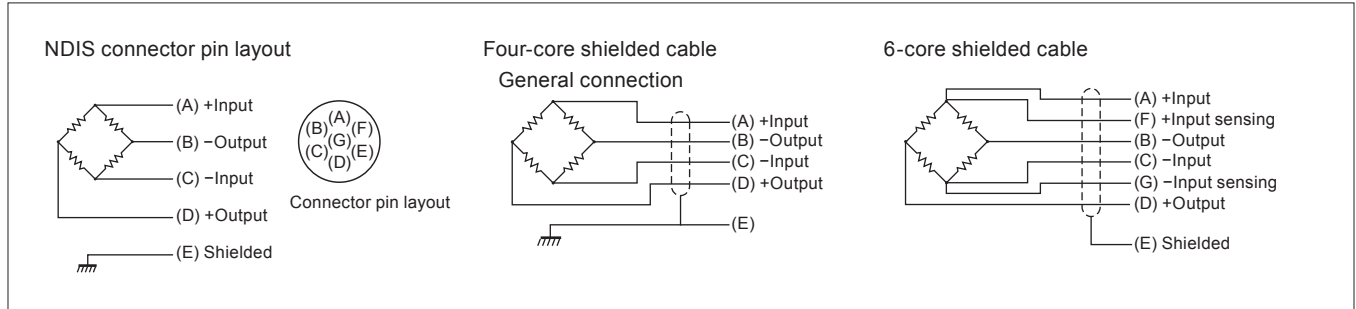 NDIS connector pin layout
(A) +Input
(B) −Output
(C) −Input
(D) +Output
(E) Shielded
(A)
(B) (F)
(G)
(C) (E)
(D)
Connector pin layout
Four-core shielded cable
General connection
(A) +Input
(B) −Output
(C) −Input
(D) +Output
(E)
6-core shielded cable
(A) +Input
(F) +Input sensing
(B) −Output
(C) −Input
(G) −Input sensing
(D) +Output
(E) Shielded